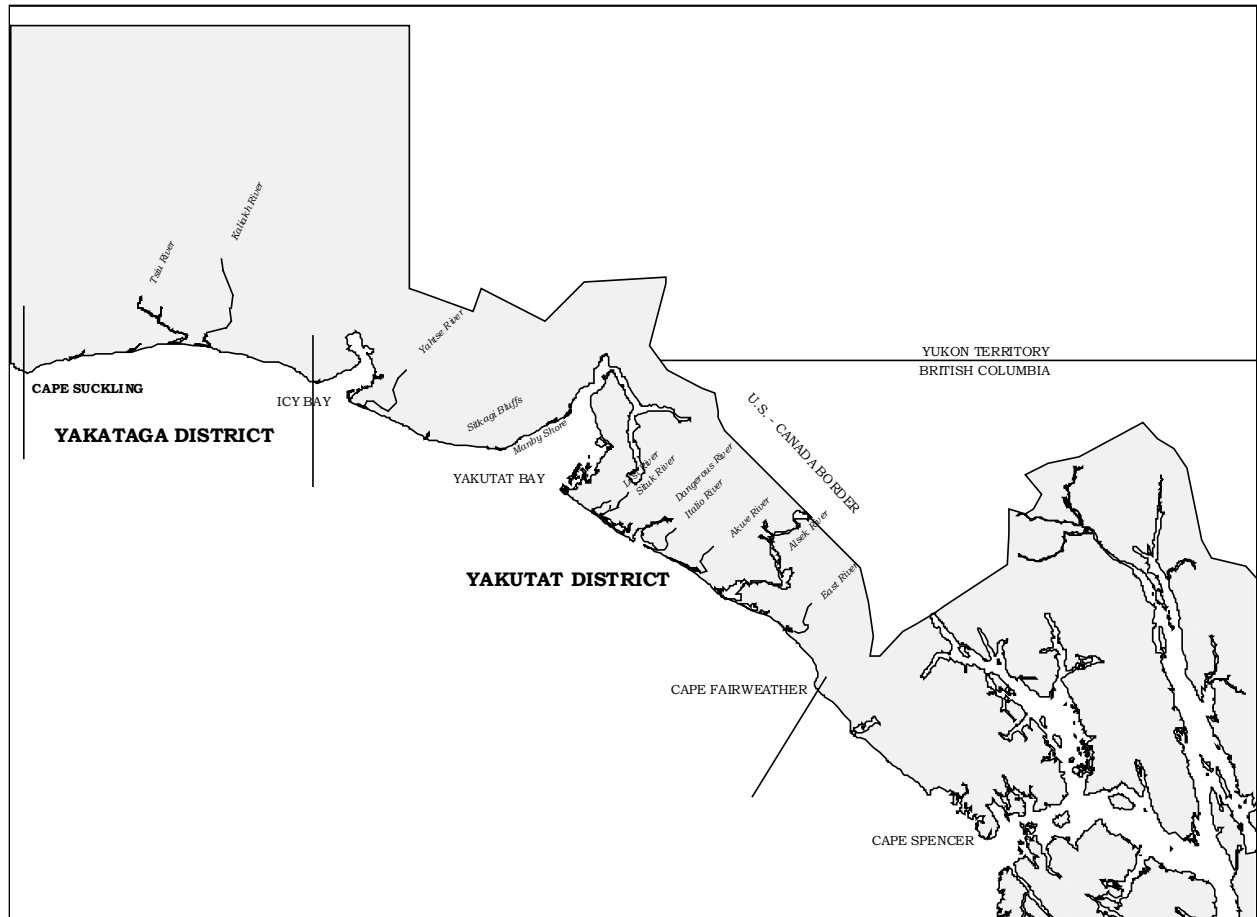 Kaliakh River
Tsiu River
Yahtse River
YUKON TERRITORY
BRITISH COLUMBIA
CAPE SUCKLING
ICY BAY
U.S. - CANADA BORDER
Sitkagi Bluffs
YAKATAGA DISTRICT
Manby Shore
YAKUTAT BAY
Lost River
Situk River
Dangerous River
Italio River
Akwe River
Alsek River
YAKUTAT DISTRICT
East River
CAPE FAIRWEATHER
CAPE SPENCER